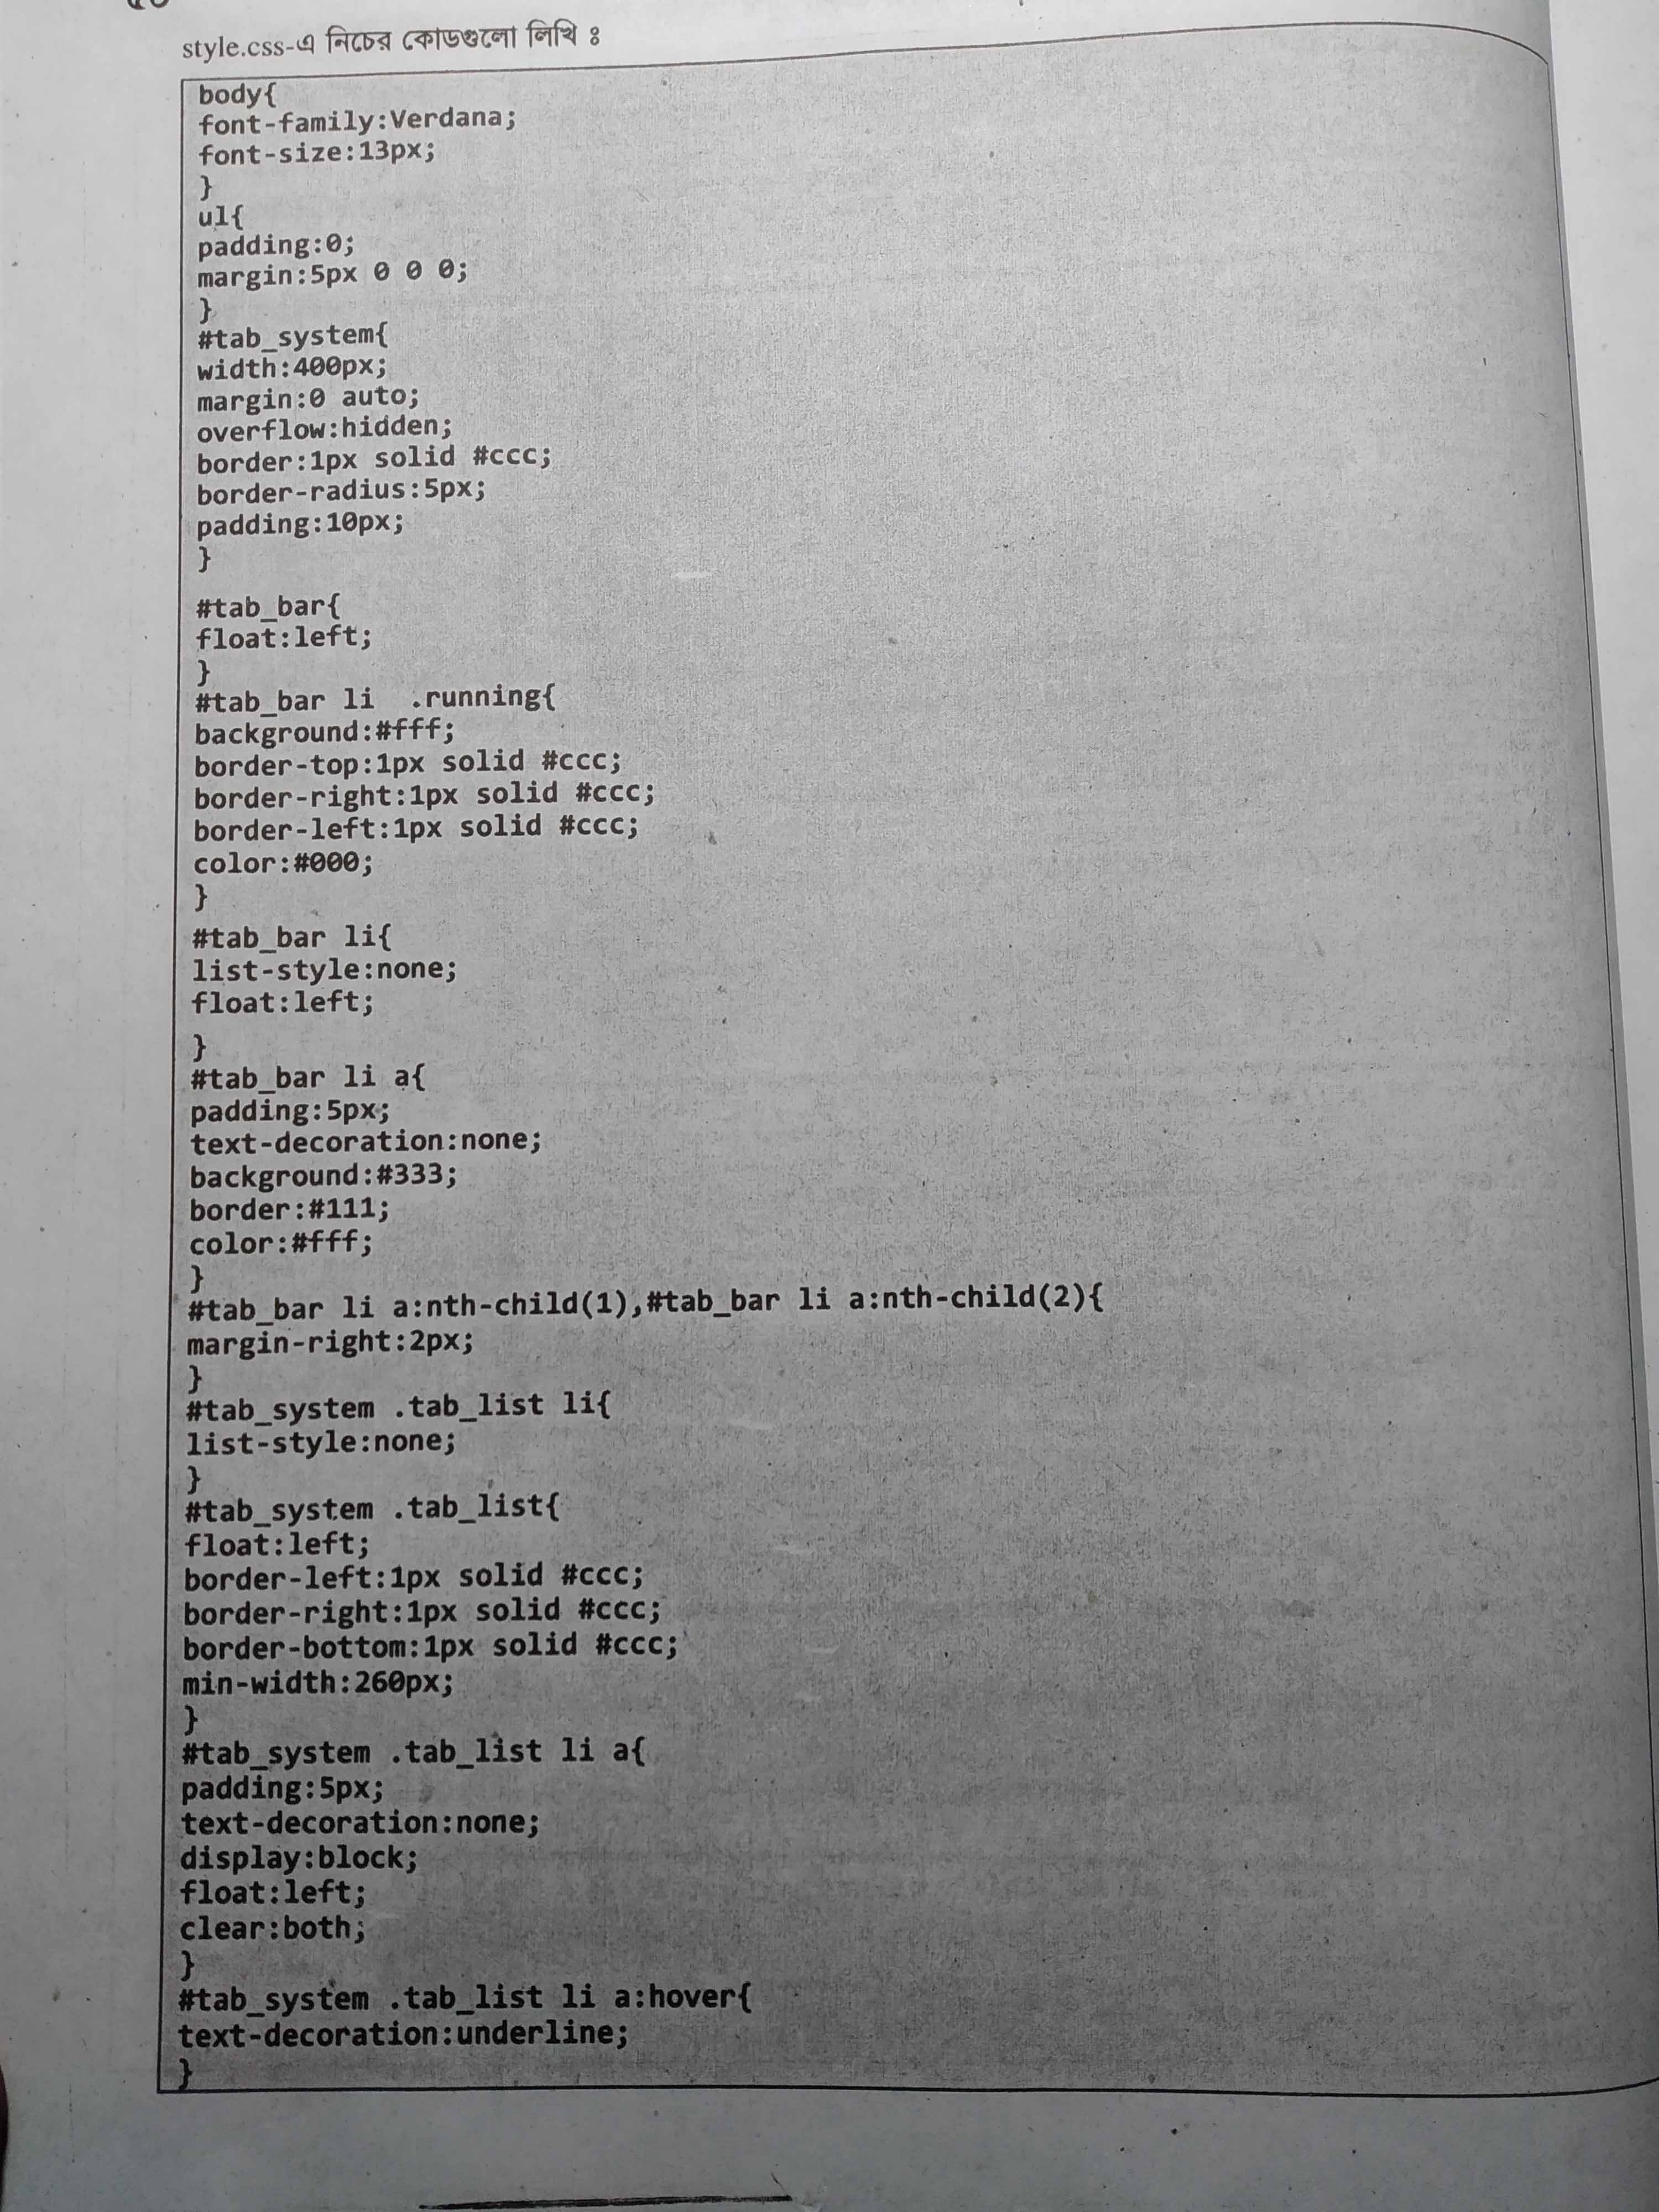 style.css-এ নিচের কোডগুলো লিখি ঃ
body{
font-family:Verdana;
font-size:13px;
}
ul{
padding:0;
margin:5px 0 0 0;
}
#tab_system{
width:400px;
margin:0 auto;
overflow:hidden;
border:1px solid #ccc;
border-radius:5px;
padding:10px;
}
#tab_bar{
float:left;
}
#tab_bar li  .running{
background:#fff;
border-top:1px solid #ccc;
border-right:1px solid #ccc;
border-left:1px solid #ccc;
color:#000;
}
#tab_bar li{
list-style:none;
float:left;
}
#tab_bar li a{
padding:5px;
text-decoration:none;
background:#333;
border:#111;
color:#fff;
}
#tab_bar li a:nth-child(1),#tab_bar li a:nth-child(2){
margin-right:2px;
}
#tab_system .tab_list li{
list-style:none;
}
#tab_system .tab_list{
float:left;
border-left:1px solid #ccc;
border-right:1px solid #ccc;
border-bottom:1px solid #ccc;
min-width:260px;
}
#tab_system .tab_list li a{
padding:5px;
text-decoration:none;
display:block;
float:left;
clear:both;
}
#tab_system .tab_list li a:hover{
text-decoration:underline;
}